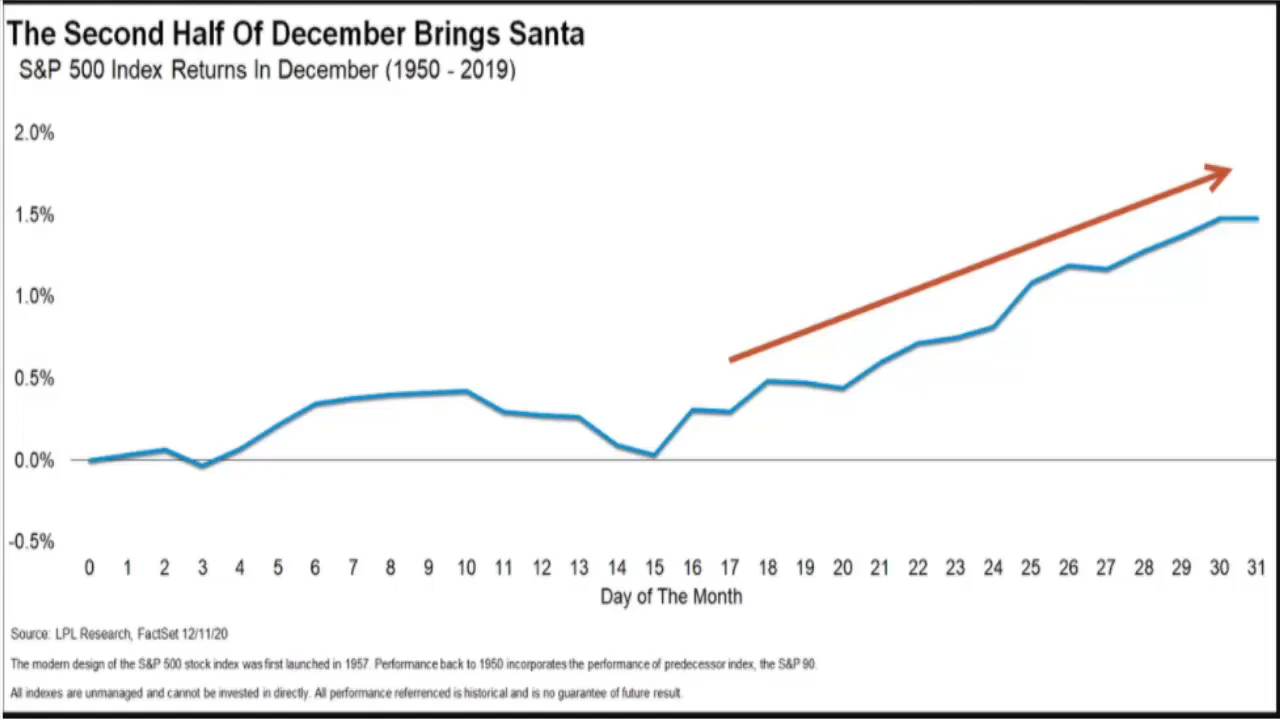 The Second Half Of December Brings Santa
S&P 500 Index Returns In December (1950 - 2019)
2.0%
1.5%
1.0%
0.5%
0.0%
-0.5%
0 1 2 3 4 5 6 7 8 9 10 11 12 13 14 15 16 17 18 19 20 21 22 23 24 25 26 27 28 29 30 31
Day of The Month
Source: LPL Research, FactSet 12/11/20
The modern design of the S&P 500 stock index was first launched in 1957. Performance back to 1950 incorporates the performance of predecessor index, the S&P 90.
All indexes are unmanaged and cannot be invested in directly. All performance referrenced is historical and is no guarantee of future result.